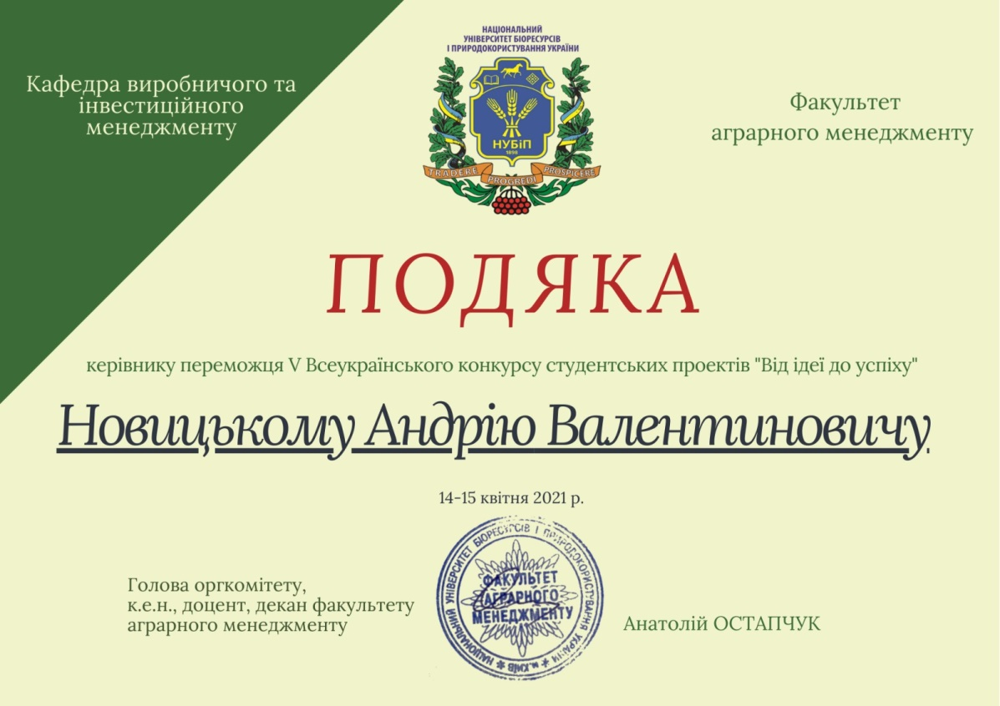 НАЦІОНАЛЬНИЙ
УНІВЕРСИТЕТ БІОРЕСУРСІВ
І ПРИРОДОКОРИСТУВАННЯ УКРАЇНИ
НУБіП
1898
TRADERE
PROGREDI
PROSPICERE
Кафедра виробничого та
інвестиційного
менеджменту
Факультет
аграрного менеджменту
ПОДЯКА
керівнику переможця V Всеукраїнського конкурсу студентських проектів "Від ідеї до успіху"
Новицькому Андрію Валентиновичу
14-15 квітня 2021 р.
Голова оргкомітету,
к.е.н., доцент, декан факультету
аграрного менеджменту
НАЦІОНАЛЬНИЙ УНІВЕРСИТЕТ БІОРЕСУРСІВ І ПРИРОДОКОРИСТУВАННЯ УКРАЇНИ * м.КИЇВ *
ФАКУЛЬТЕТ
АГРАРНОГО
МЕНЕДЖМЕНТУ
Анатолій ОСТАПЧУК